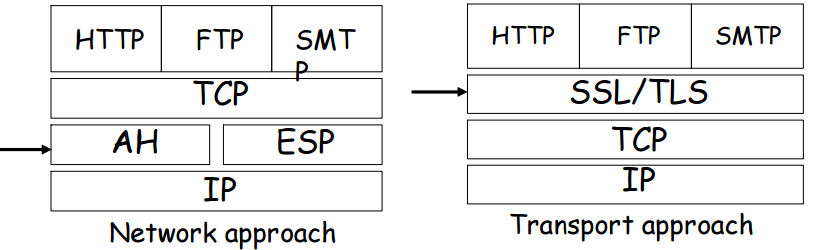 HTTP FTP SMT
P
TCP
AH ESP
IP
Network approach
HTTP FTP SMTP
SSL/TLS
TCP
IP
Transport approach